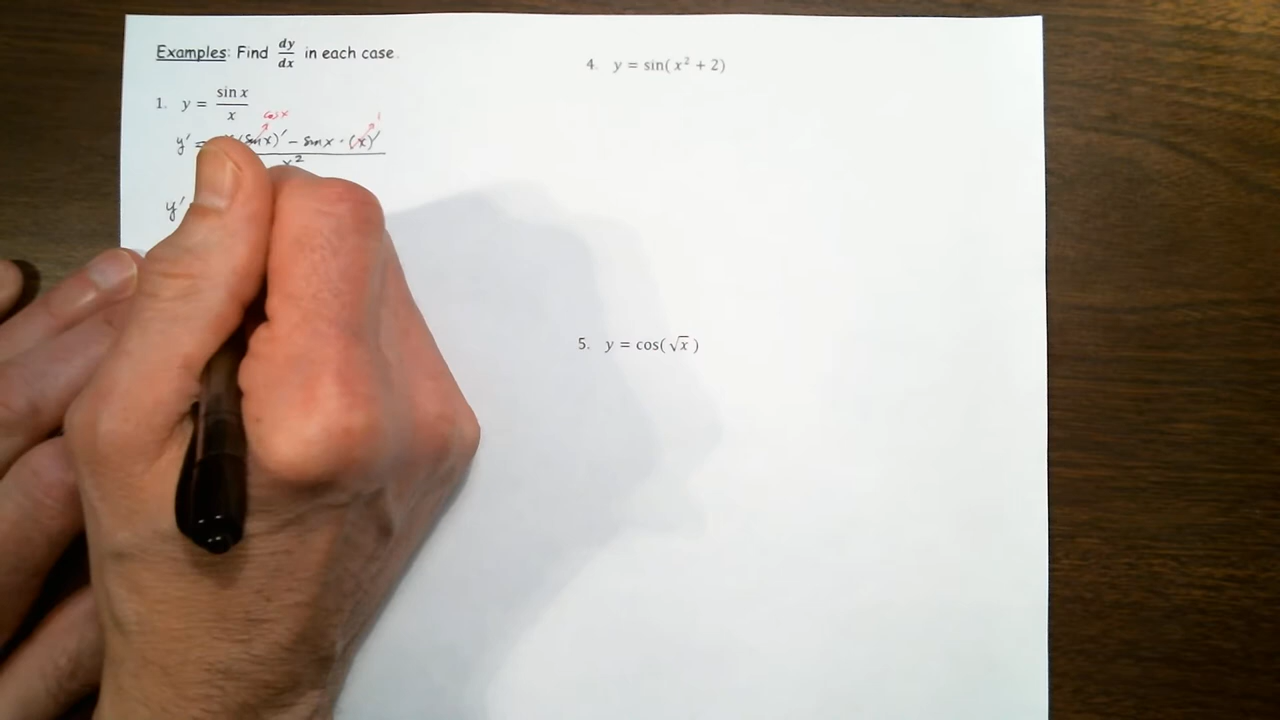 Examples: Find dy/dx in each case.
1. y = sin x / x
cos x 1
y' = (sin x)' - sin x · (x)'
x²
y'
4. y = sin( x² + 2)
5. y = cos( √x )